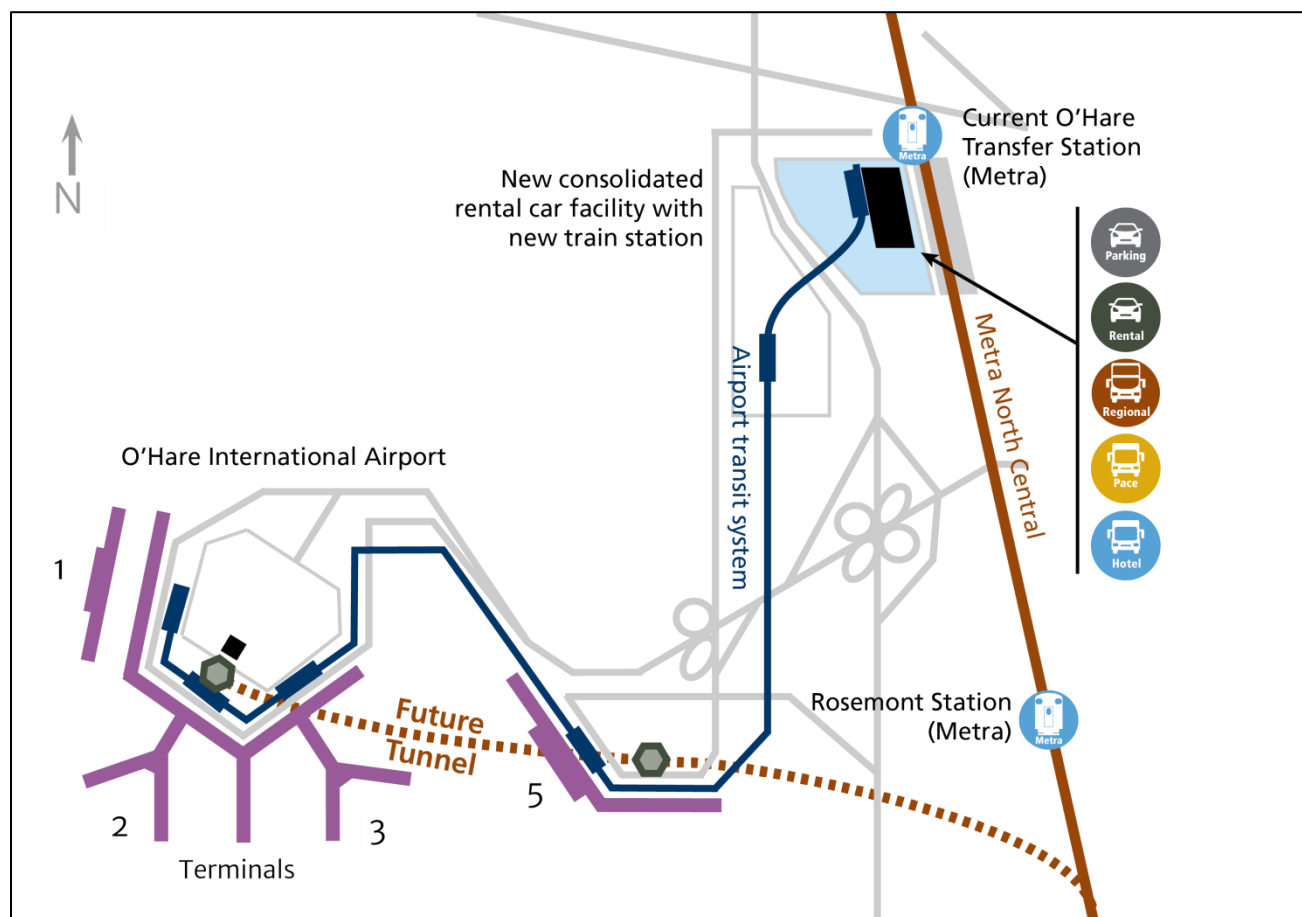 N
Metra
Current O’Hare
Transfer Station
(Metra)
New consolidated
rental car facility with
new train station
Parking
Rental
Regional
Pace
Hotel
Metra North Central
Airport transit system
O’Hare International Airport
1
2
3
Terminals
5
Future
Tunnel
Rosemont Station
(Metra)
Metra